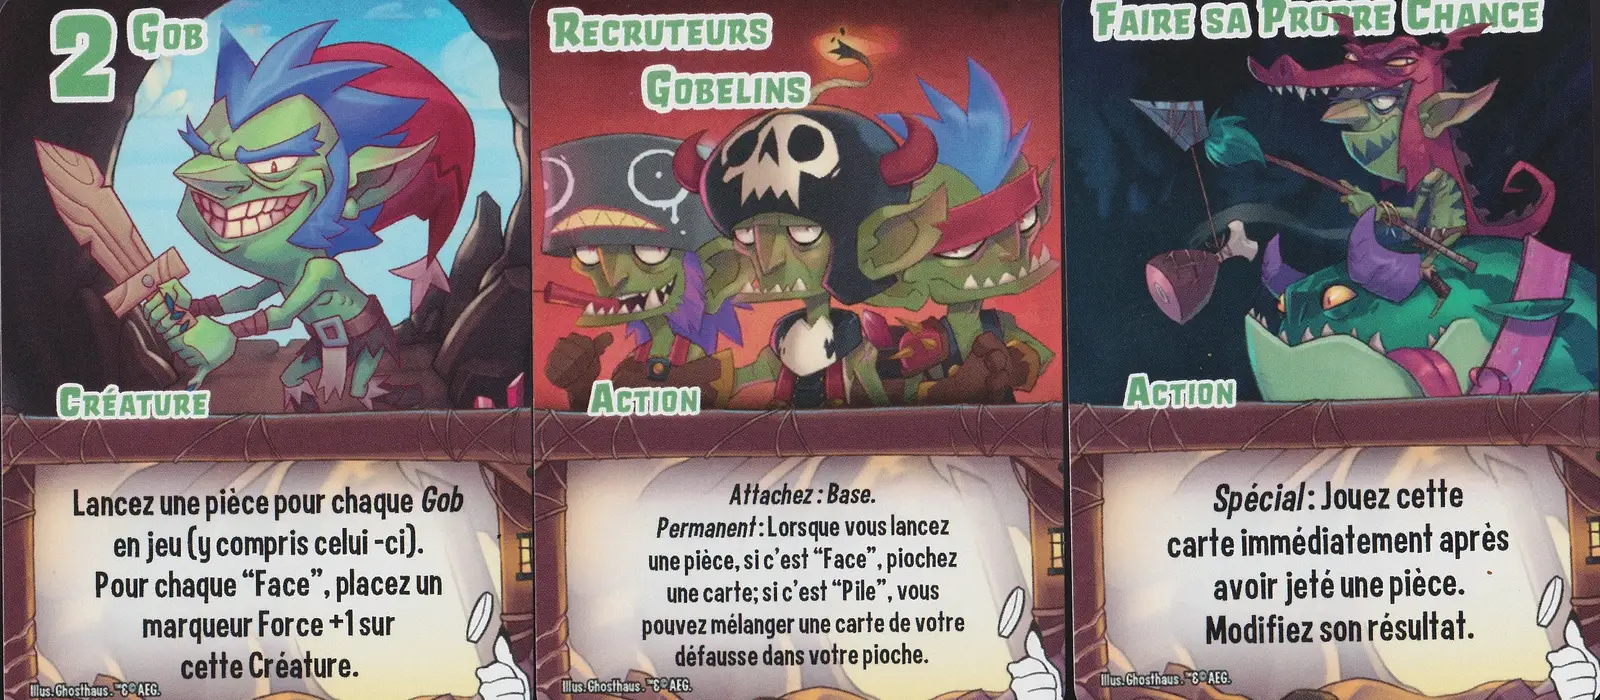 2 Gob
Créature
Lancez une pièce pour chaque Gob
en jeu (y compris celui -ci).
Pour chaque “Face”, placez un
marqueur Force +1 sur
cette Créature.
Illus. Ghosthaus. ™&© AEG.
Recruteurs
Gobelins
Action
Attachez : Base.
Permanent: Lorsque vous lancez
une pièce, si c’est “Face”, piochez
une carte; si c’est “Pile”, vous
pouvez mélanger une carte de votre
défausse dans votre pioche.
Illus. Ghosthaus. ™&© AEG.
Faire sa Propre Chance
Action
Spécial: Jouez cette
carte immédiatement après
avoir jeté une pièce.
Modifiez son résultat.
Illus. Ghosthaus. ™&© AEG.